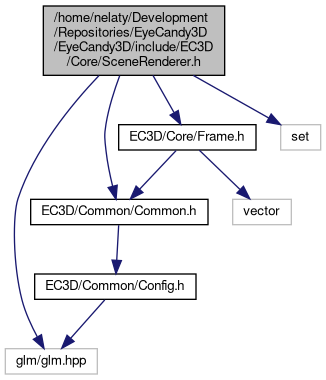 /home/nelaty/Development
/Repositories/EyeCandy3D
/EyeCandy3D/include/EC3D
/Core/SceneRenderer.h
EC3D/Core/Frame.h
set
EC3D/Common/Common.h
vector
EC3D/Common/Config.h
glm/glm.hpp